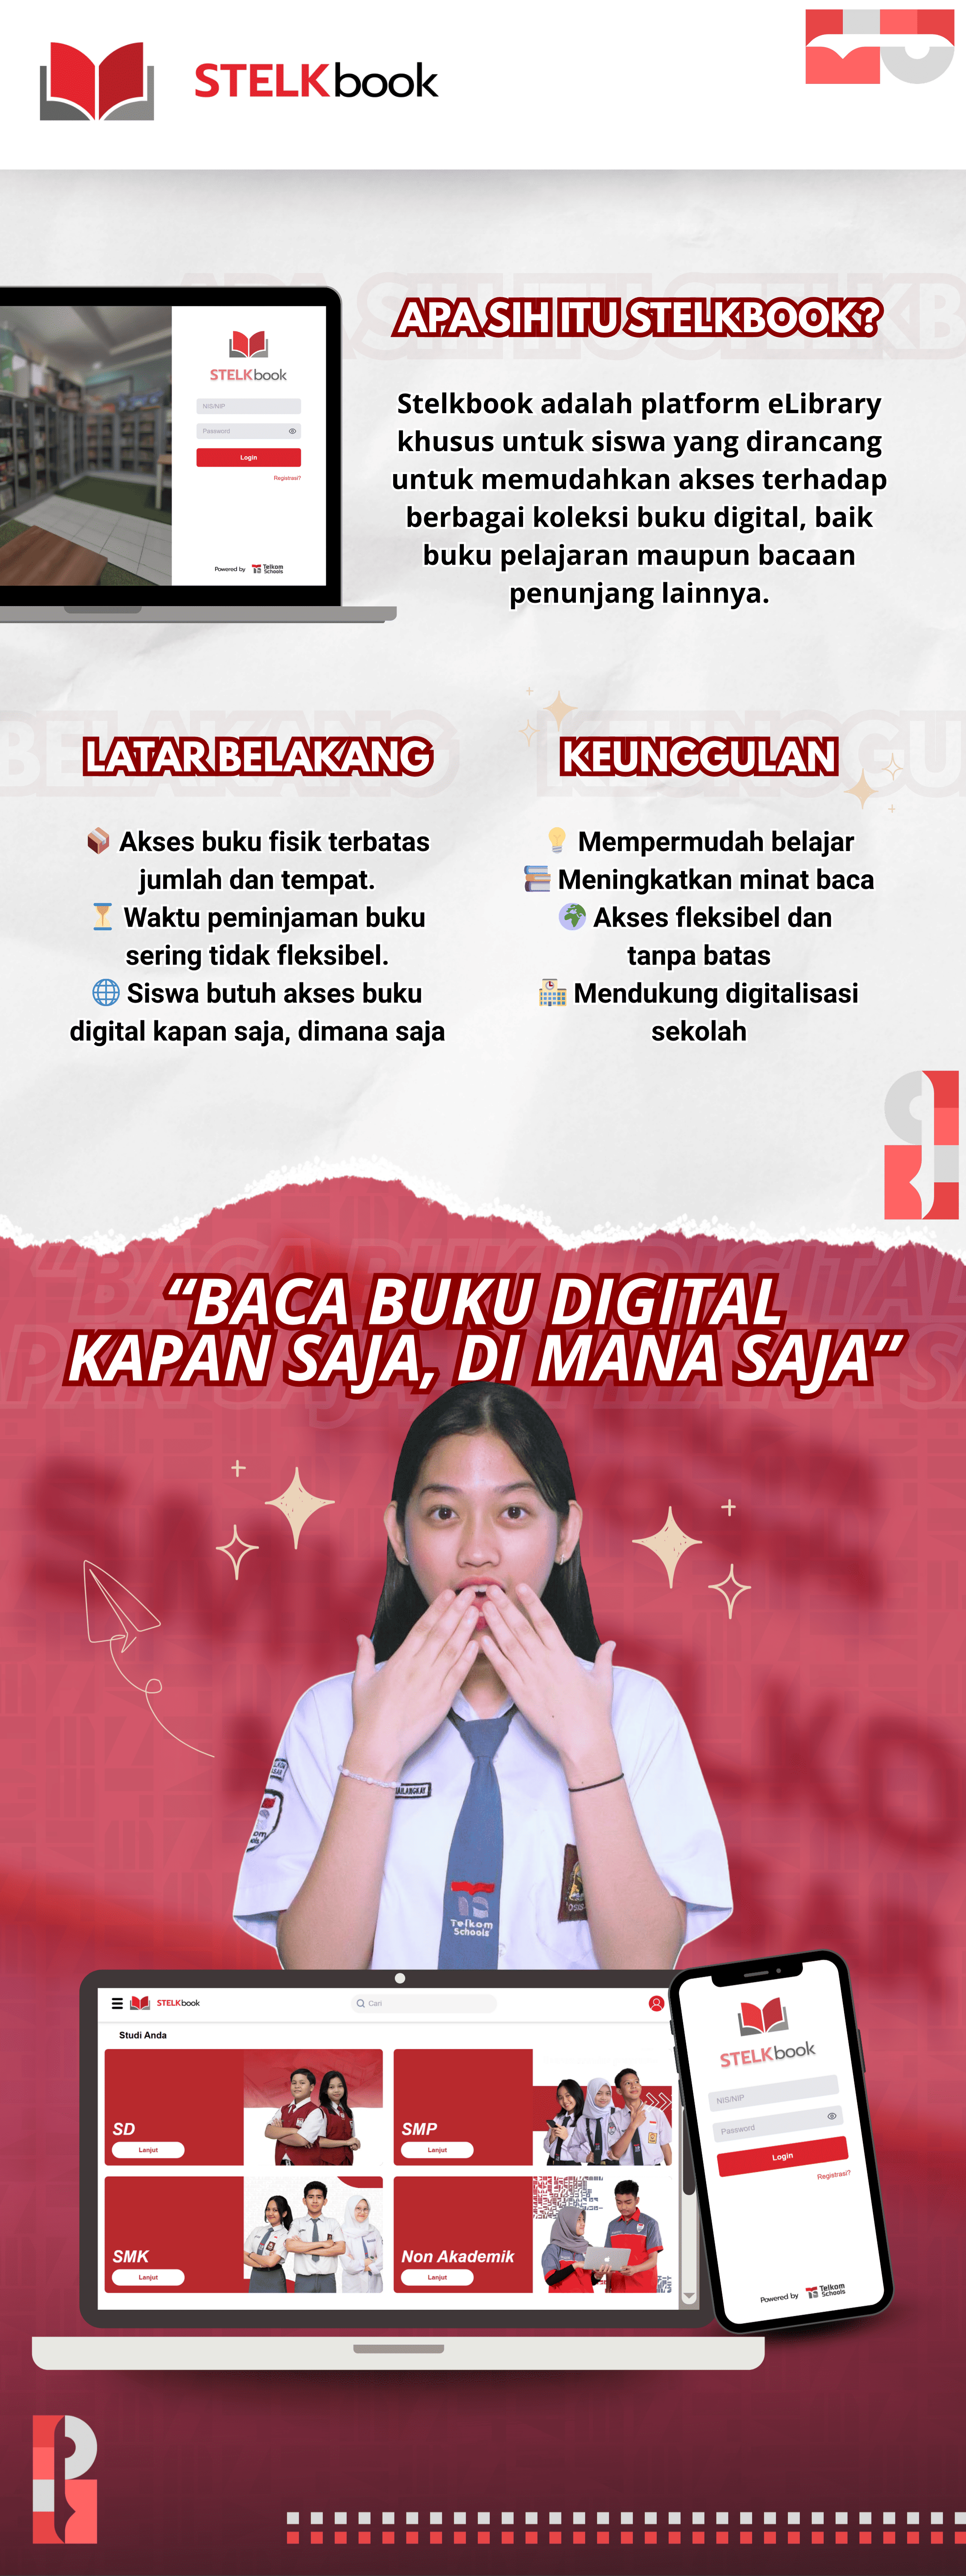 STELKbook
APA SIH ITU STELKBOOK?
STELKbook
NIS/NIP
Password
Login
Registrasi?
Powered by Telkom Schools
Stelkbook adalah platform eLibrary
khusus untuk siswa yang dirancang
untuk memudahkan akses terhadap
berbagai koleksi buku digital, baik
buku pelajaran maupun bacaan
penunjang lainnya.
LATAR BELAKANG
📦 Akses buku fisik terbatas
jumlah dan tempat.
⏳ Waktu peminjaman buku
sering tidak fleksibel.
🌐 Siswa butuh akses buku
digital kapan saja, dimana saja
KEUNGGULAN
💡 Mempermudah belajar
📚 Meningkatkan minat baca
🌍 Akses fleksibel dan
tanpa batas
🏫 Mendukung digitalisasi
sekolah
“BACA BUKU DIGITAL
KAPAN SAJA, DI MANA SAJA”
Telkom
Schools
STELKbook
Cari
Studi Anda
SD
Lanjut
SMP
Lanjut
SMK
Lanjut
Non Akademik
Lanjut
STELKbook
NIS/NIP
Password
Login
Registrasi?
Powered by Telkom Schools